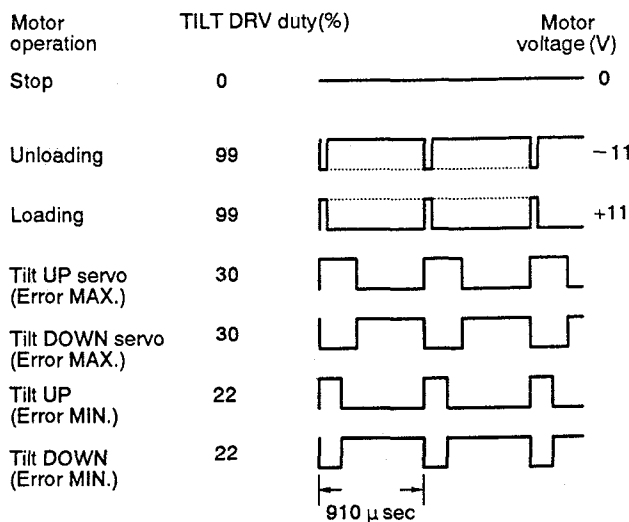 Motor operation TILT DRV duty(%) Motor voltage (V)
Stop 0 0
Unloading 99 −11
Loading 99 +11
Tilt UP servo 30
(Error MAX.)
Tilt DOWN servo 30
(Error MAX.)
Tilt UP 22
(Error MIN.)
Tilt DOWN 22
(Error MIN.)
910 μ sec